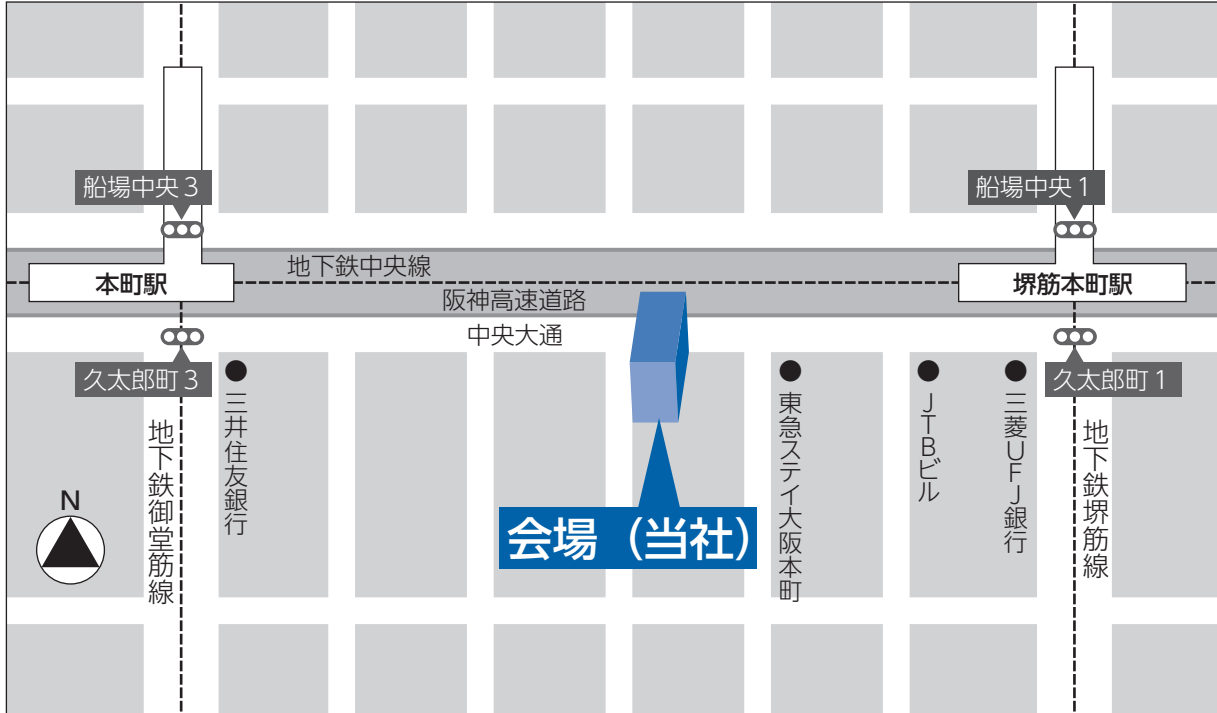 船場中央3
船場中央1
地下鉄中央線
本町駅
堺筋本町駅
阪神高速道路
中央大通
久太郎町3
久太郎町1
三井住友銀行
東急ステイ大阪本町
JTBビル
三菱UFJ銀行
地下鉄御堂筋線
地下鉄堺筋線
N
会場(当社)